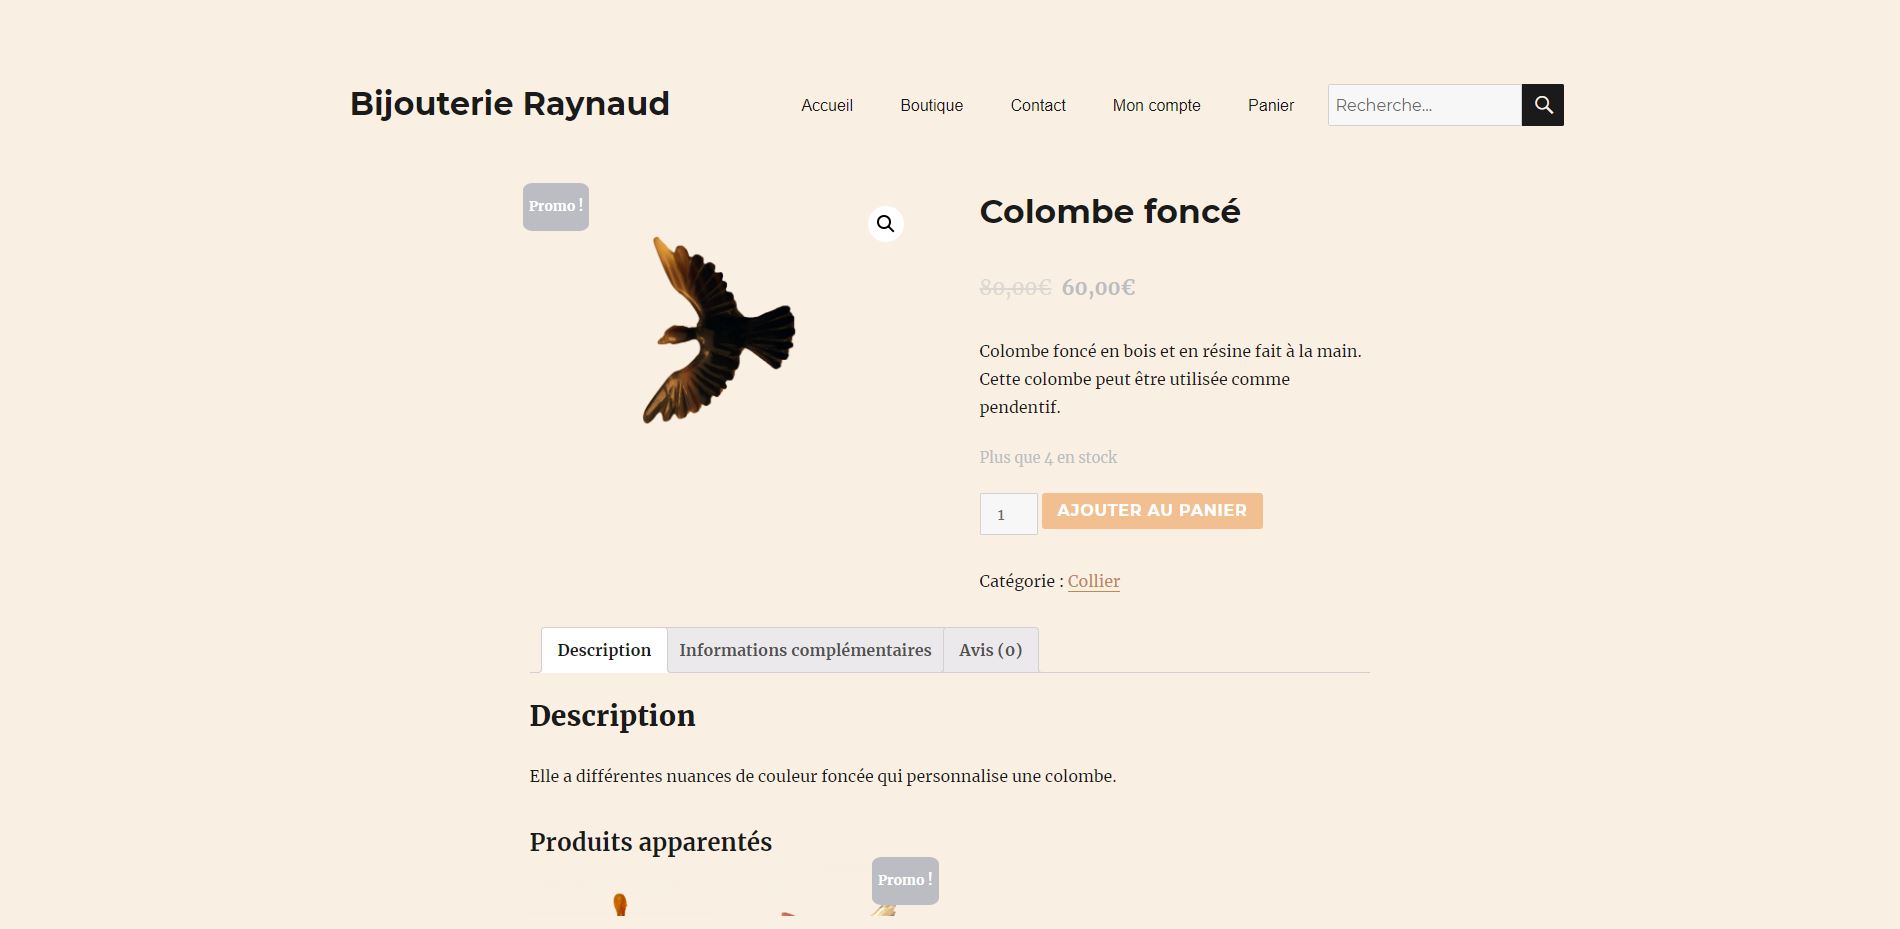 Bijouterie Raynaud
Accueil Boutique Contact Mon compte Panier Recherche...
Promo !
Colombe foncé
80,00€ 60,00€
Colombe foncé en bois et en résine fait à la main.
Cette colombe peut être utilisée comme
pendentif.
Plus que 4 en stock
1 AJOUTER AU PANIER
Catégorie : Collier
Description Informations complémentaires Avis (0)
Description
Elle a différentes nuances de couleur foncée qui personnalise une colombe.
Produits apparentés
Promo !